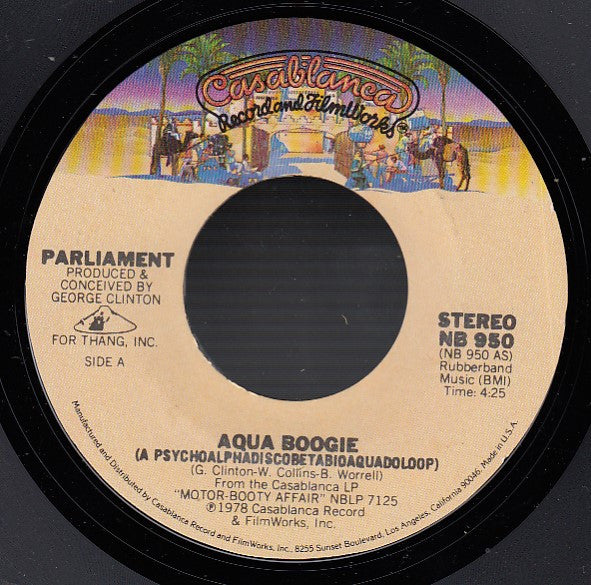 Casablanca
Record and FilmWorks ®
PARLIAMENT
PRODUCED &
CONCEIVED BY
GEORGE CLINTON
FOR THANG, INC.
SIDE A
STEREO
NB 950
(NB 950 AS)
Rubberband
Music (BMI)
Time: 4:25
AQUA BOOGIE
(A PSYCHOALPHADISCOBETABIOAQUADOLOOP)
(G. Clinton-W. Collins-B. Worrell)
From the Casablanca LP
"MOTOR-BOOTY AFFAIR" NBLP 7125
℗1978 Casablanca Record
& FilmWorks, Inc.
Manufactured and Distributed by Casablanca Record and FilmWorks, Inc., 8255 Sunset Boulevard, Los Angeles, California 90046. Made in U.S.A.